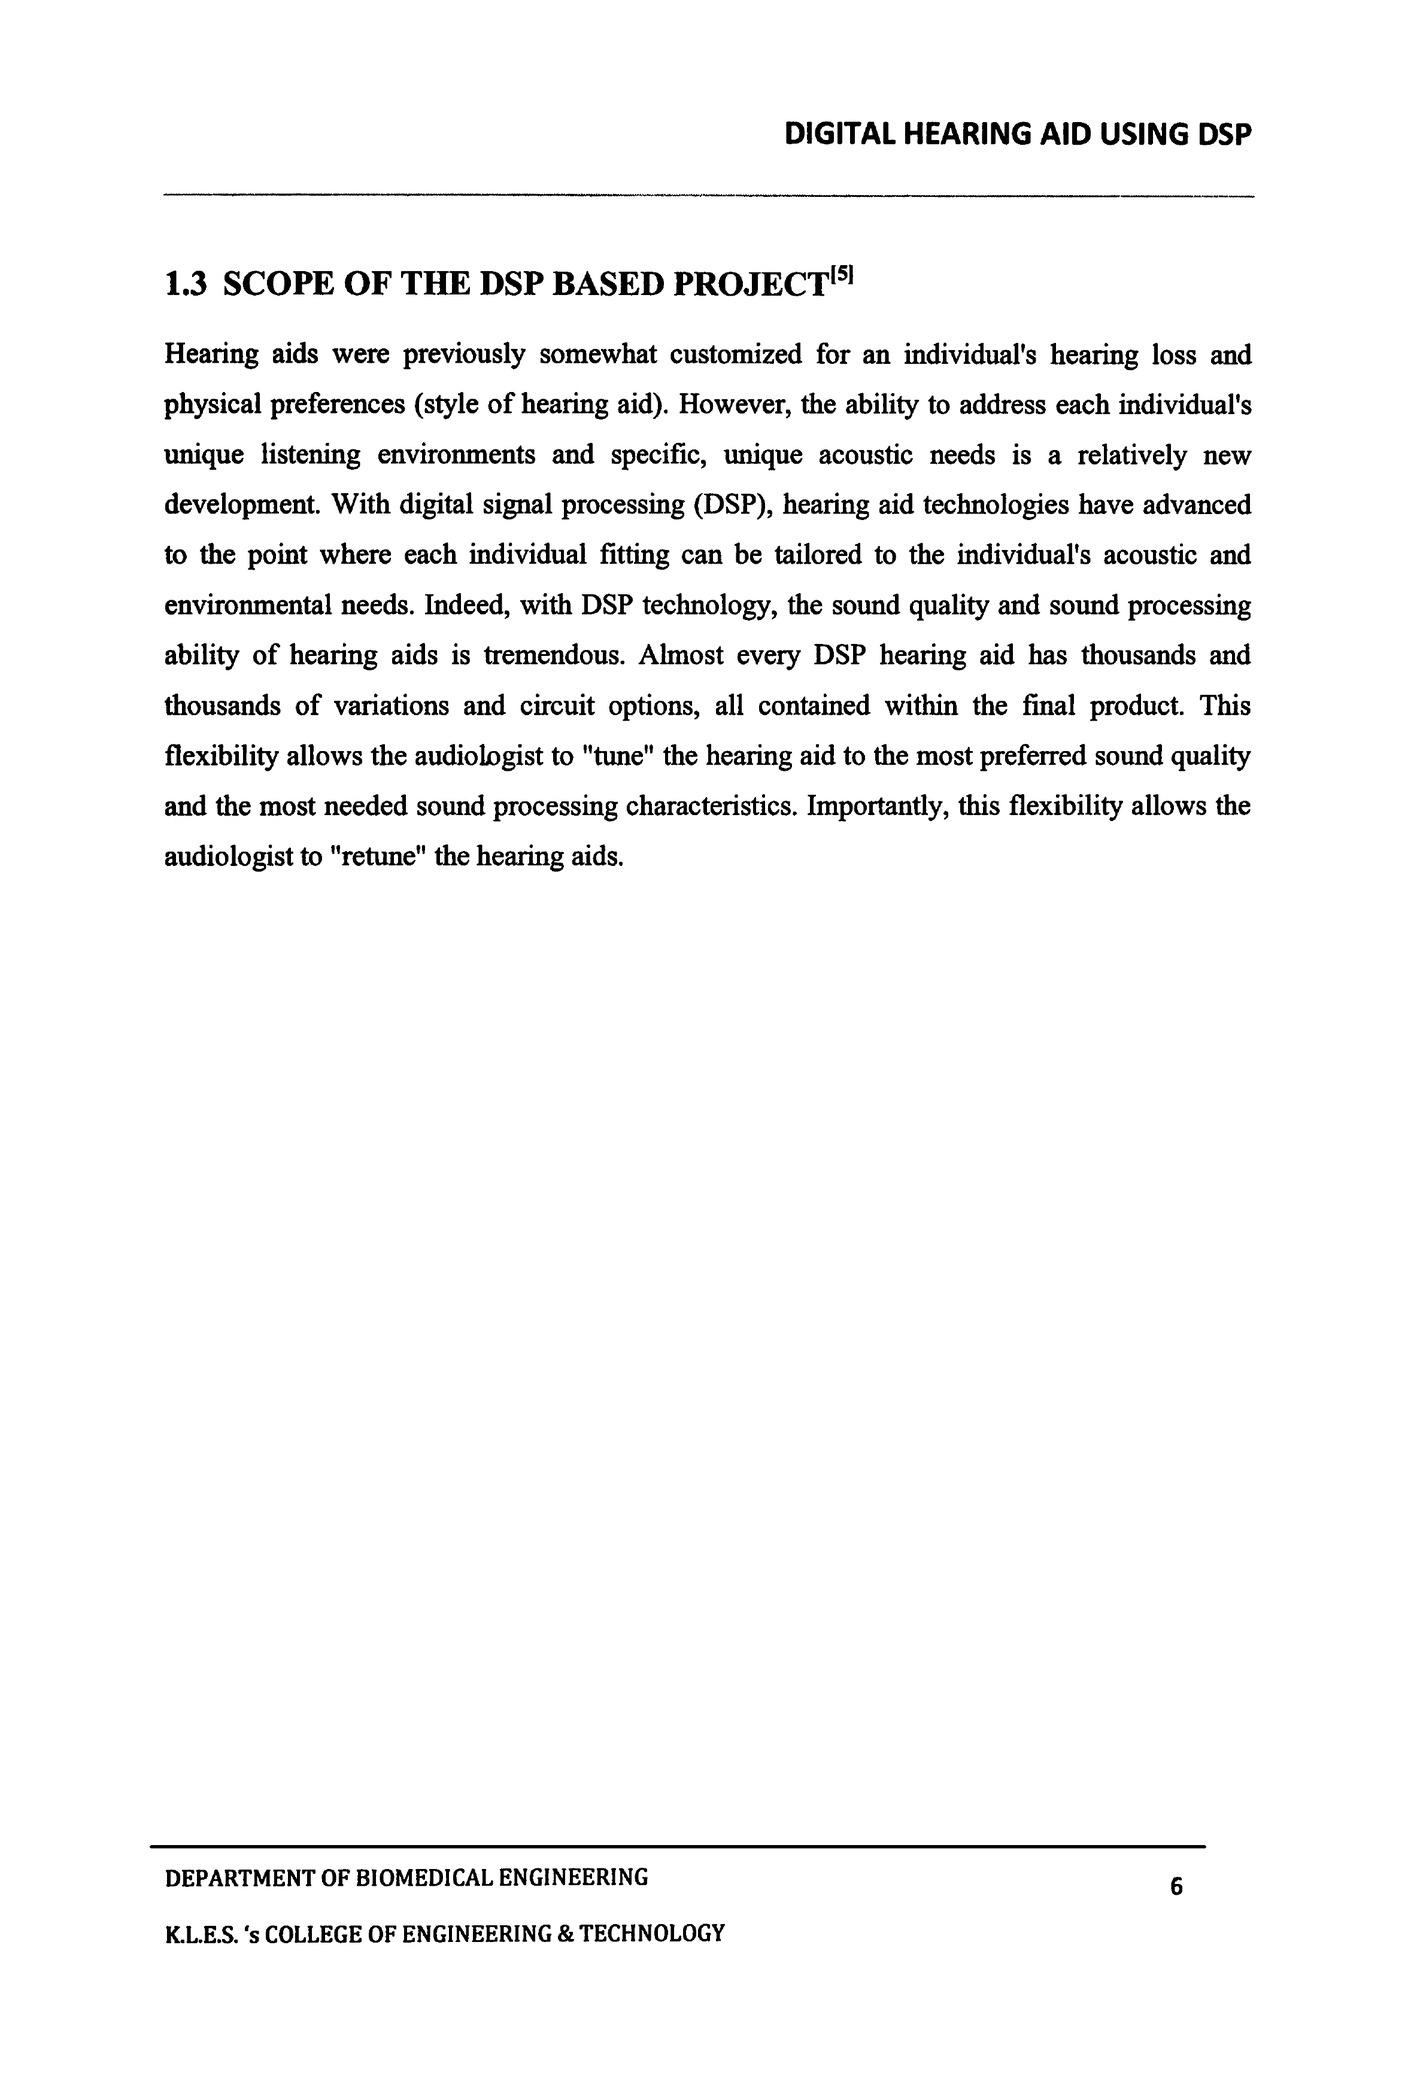 DIGITAL HEARING AID USING DSP
1.3 SCOPE OF THE DSP BASED PROJECT[5]
Hearing aids were previously somewhat customized for an individual's hearing loss and
physical preferences (style of hearing aid). However, the ability to address each individual's
unique listening environments and specific, unique acoustic needs is a relatively new
development. With digital signal processing (DSP), hearing aid technologies have advanced
to the point where each individual fitting can be tailored to the individual's acoustic and
environmental needs. Indeed, with DSP technology, the sound quality and sound processing
ability of hearing aids is tremendous. Almost every DSP hearing aid has thousands and
thousands of variations and circuit options, all contained within the final product. This
flexibility allows the audiologist to "tune" the hearing aid to the most preferred sound quality
and the most needed sound processing characteristics. Importantly, this flexibility allows the
audiologist to "retune" the hearing aids.
DEPARTMENT OF BIOMEDICAL ENGINEERING
6
K.L.E.S. 's COLLEGE OF ENGINEERING & TECHNOLOGY